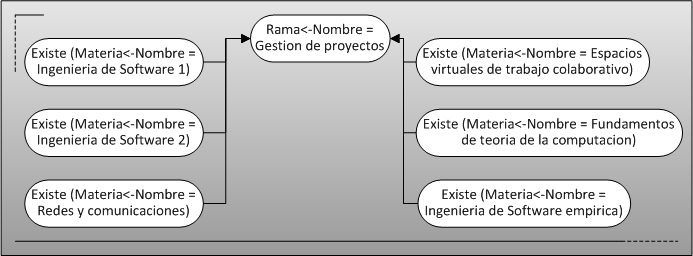 Rama<-Nombre =
Gestion de proyectos
Existe (Materia<-Nombre =
Ingenieria de Software 1)
Existe (Materia<-Nombre =
Ingenieria de Software 2)
Existe (Materia<-Nombre =
Redes y comunicaciones)
Existe (Materia<-Nombre = Espacios
virtuales de trabajo colaborativo)
Existe (Materia<-Nombre = Fundamentos
de teoria de la computacion)
Existe (Materia<-Nombre =
Ingenieria de Software empirica)